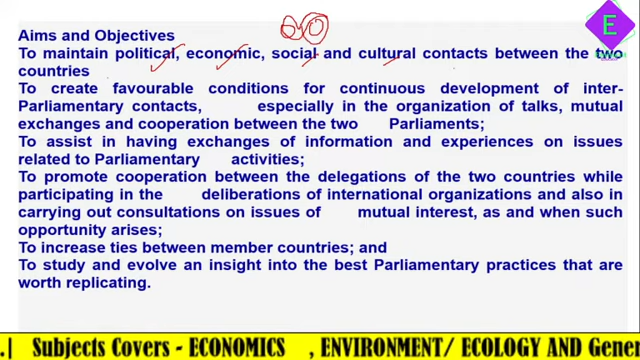 E
Aims and Objectives
To maintain political, economic, social and cultural contacts between the two
countries
To create favourable conditions for continuous development of inter-
Parliamentary contacts, especially in the organization of talks, mutual
exchanges and cooperation between the two Parliaments;
To assist in having exchanges of information and experiences on issues
related to Parliamentary activities;
To promote cooperation between the delegations of the two countries while
participating in the deliberations of international organizations and also in
carrying out consultations on issues of mutual interest, as and when such
opportunity arises;
To increase ties between member countries; and
To study and evolve an insight into the best Parliamentary practices that are
worth replicating.
.| Subjects Covers - ECONOMICS , ENVIRONMENT/ ECOLOGY AND Gene